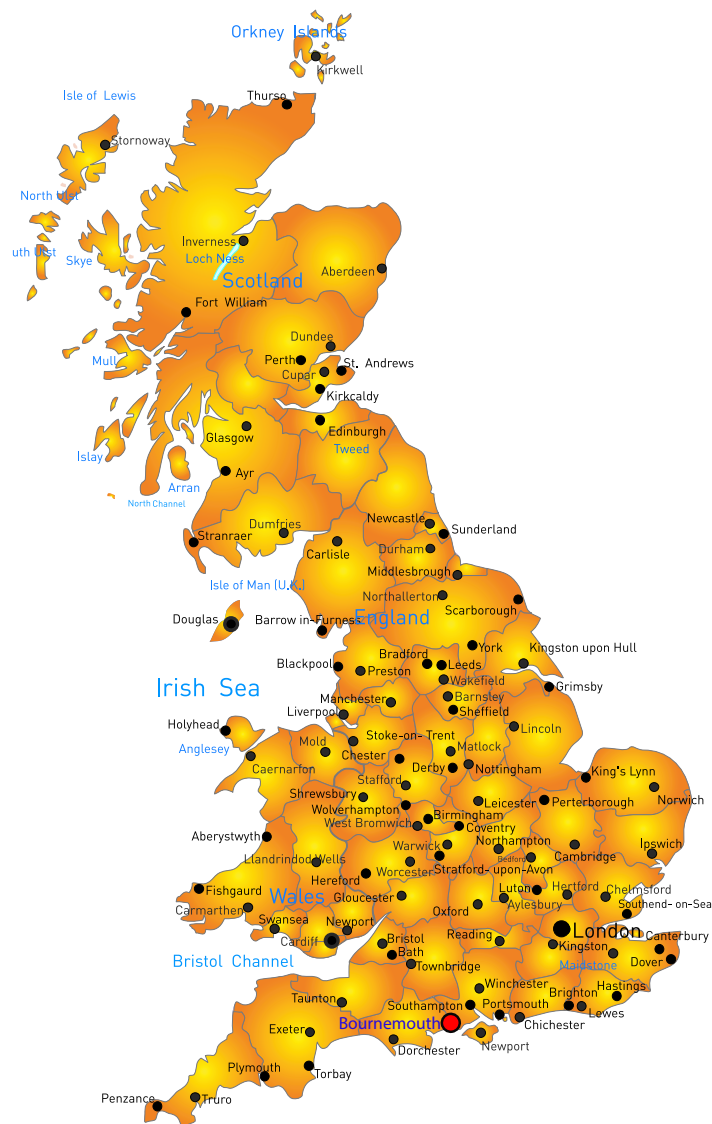 Orkney Islands
Kirkwell
Isle of Lewis
Thurso
Stornoway
North UIst
uth UIst
Skye
Inverness
Loch Ness
Aberdeen
Scotland
Fort William
Dundee
Mull
Perth
St. Andrews
Cupar
Kirkcaldy
Edinburgh
Glasgow
Tweed
Islay
Ayr
Arran
North Channel
Newcastle
Dumfries
Sunderland
Stranraer
Durham
Carlisle
Middlesbrough
Isle of Man (U.K.)
Northallerton
Scarborough
Douglas
Barrow in-Furness
England
York
Kingston upon Hull
Bradford
Leeds
Blackpool
Preston
Wakefield
Irish Sea
Grimsby
Barnsley
Manchester
Sheffield
Liverpool
Holyhead
Lincoln
Stoke-on- Trent
Mold
Anglesey
Matlock
Chester
Caernarfon
Derby
Nottingham
King's Lynn
Stafford
Norwich
Shrewsbury
Leicester
Perterborough
Wolverhampton
Birmingham
West Bromwich
Coventry
Aberystwyth
Northampton
Warwick
Ipswich
Cambridge
Bedford
Llandrindod Wells
Stratford- upon-Avon
Worcester
Hereford
Fishgaurd
Luton
Hertford
Chelmsford
Wales
Gloucester
Aylesbury
Southend- on-Sea
Carmarthen
Oxford
Swansea
Newport
London
Reading
Canterbury
Cardiff
Bristol
Kingston
Bath
Bristol Channel
Dover
Townbridge
Maidstone
Winchester
Hastings
Brighton
Taunton
Southampton
Portsmouth
Lewes
Bournemouth
Chichester
Exeter
Newport
Dorchester
Plymouth
Torbay
Penzance
Truro